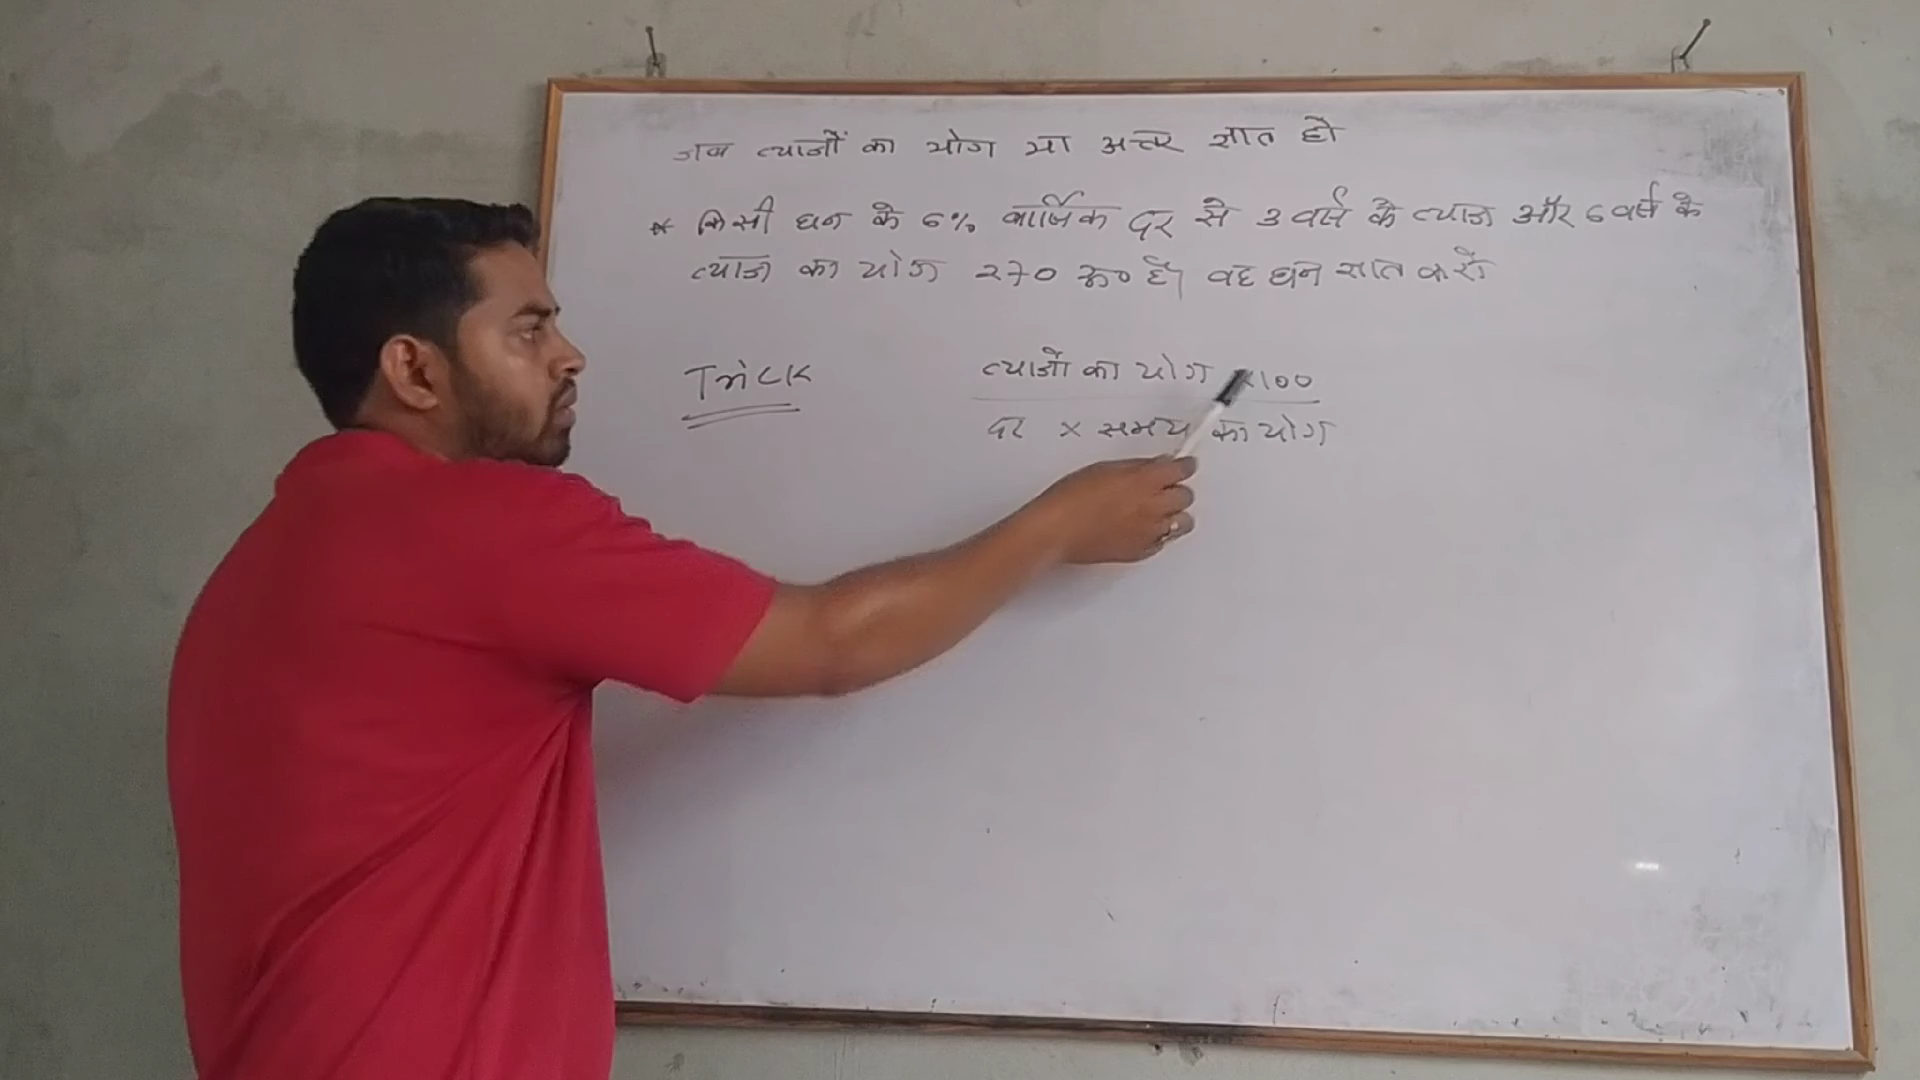 जब ब्याजों का योग या अन्तर ज्ञात हो
* किसी धन के 6% वार्षिक दर से 3 वर्ष के ब्याज और 6 वर्ष के
ब्याज का योग 270 रू० है। वह धन ज्ञात करों
Trick
ब्याजों का योग ×100
दर × समय का योग